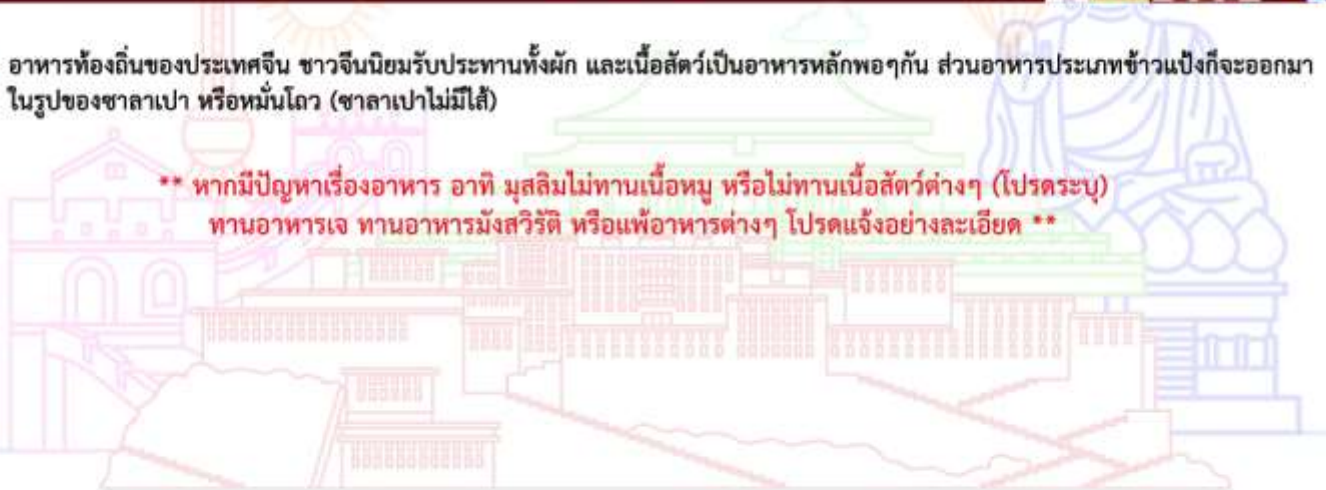 อาหารท้องถิ่นของประเทศจีน ชาวจีนนิยมรับประทานทั้งผัก และเนื้อสัตว์เป็นอาหารหลักพอๆกัน ส่วนอาหารประเภทข้าวแป้งก็จะออกมา
ในรูปของซาลาเปา หรือหมั่นโถว (ซาลาเปาไม่มีไส้)
** หากมีปัญหาเรื่องอาหาร อาทิ มุสลิมไม่ทานเนื้อหมู หรือไม่ทานเนื้อสัตว์ต่างๆ (โปรดระบุ)
ทานอาหารเจ ทานอาหารมังสวิรัติ หรือแพ้อาหารต่างๆ โปรดแจ้งอย่างละเอียด **